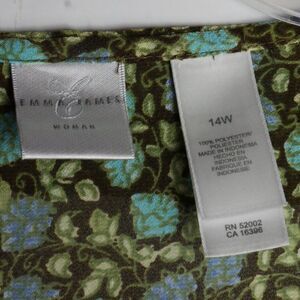 E
EMMA JAMES
WOMAN
14W
100% POLYESTER/
POLYESTER
MADE IN INDONESIA
HECHO EN
INDONESIA
FABRIQUE EN
INDONESIE
RN 52002
CA 16396